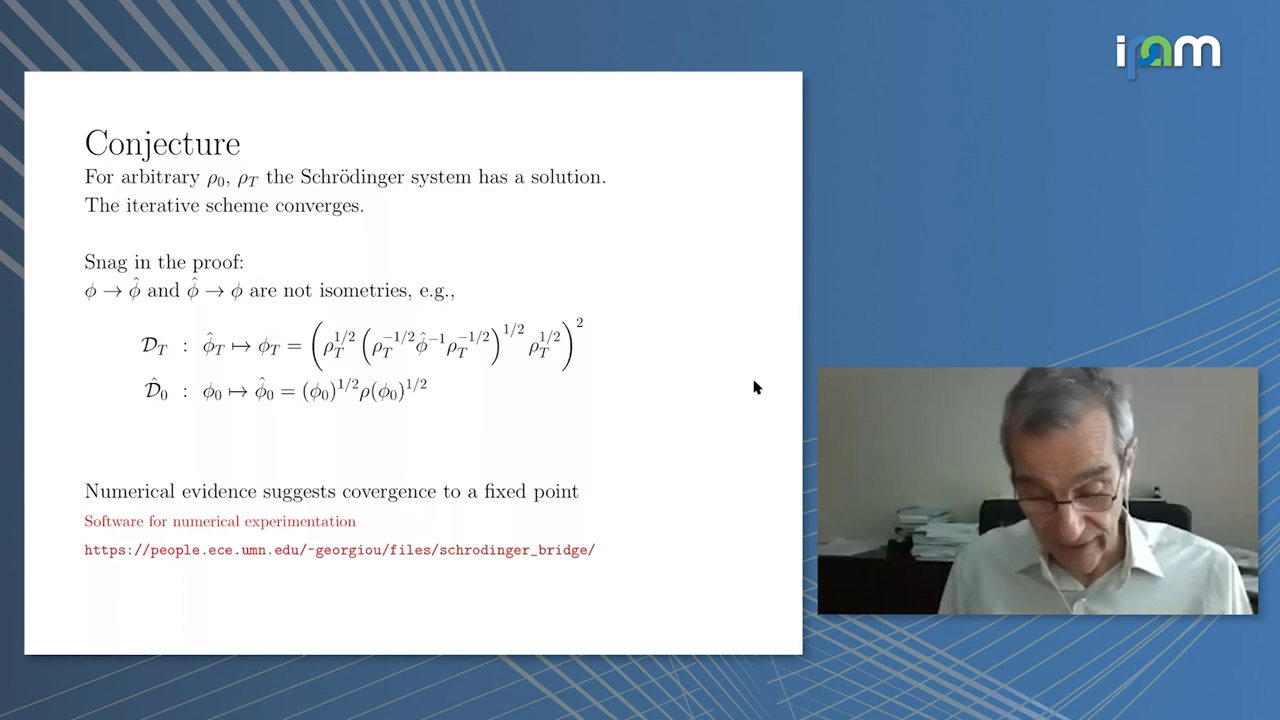 ipam
Conjecture
For arbitrary ρ₀, ρ_T the Schrödinger system has a solution.
The iterative scheme converges.
Snag in the proof:
ϕ → ϕ̂ and ϕ̂ → ϕ are not isometries, e.g.,
𝒟_T : ϕ̂_T ↦ ϕ_T = (ρ_T^{1/2} (ρ_T^{-1/2} ϕ̂^{-1} ρ_T^{-1/2})^{1/2} ρ_T^{1/2})^2
𝒟̂_0 : ϕ_0 ↦ ϕ̂_0 = (ϕ_0)^{1/2} ρ(ϕ_0)^{1/2}
Numerical evidence suggests covergence to a fixed point
Software for numerical experimentation
https://people.ece.umn.edu/~georgiou/files/schrodinger_bridge/